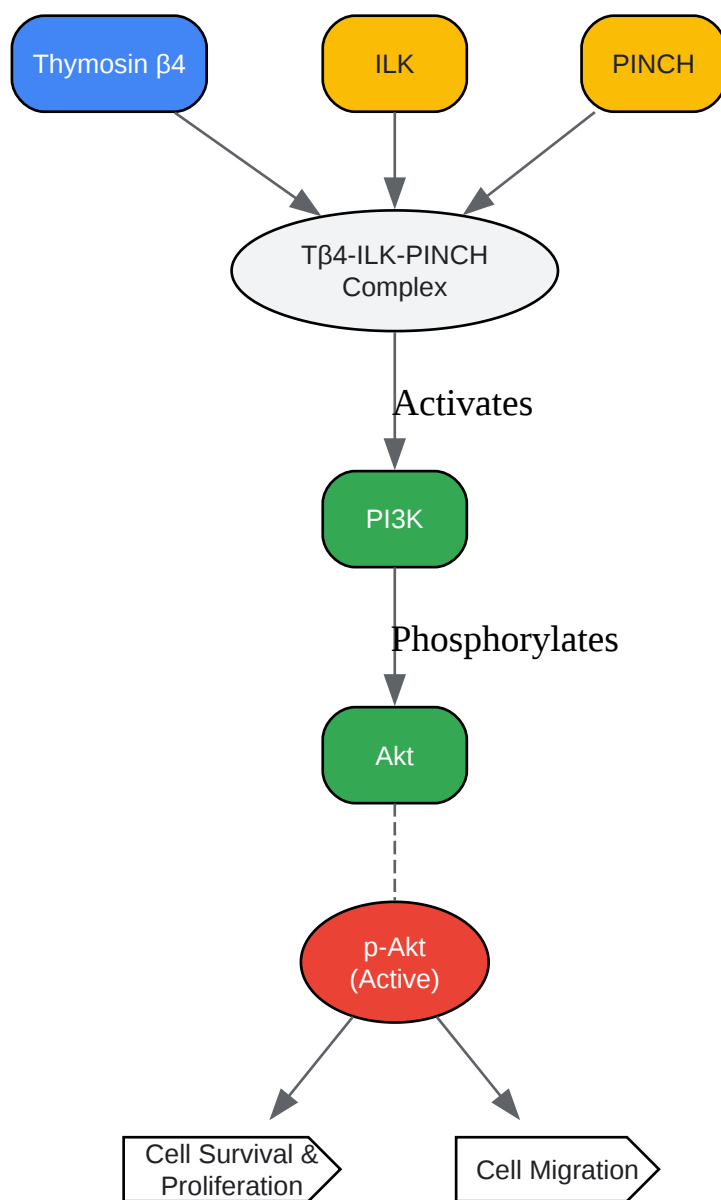 Thymosin β4
ILK
PINCH
Tβ4-ILK-PINCH
Complex
Activates
PI3K
Phosphorylates
Akt
p-Akt
(Active)
Cell Survival &
Proliferation
Cell Migration